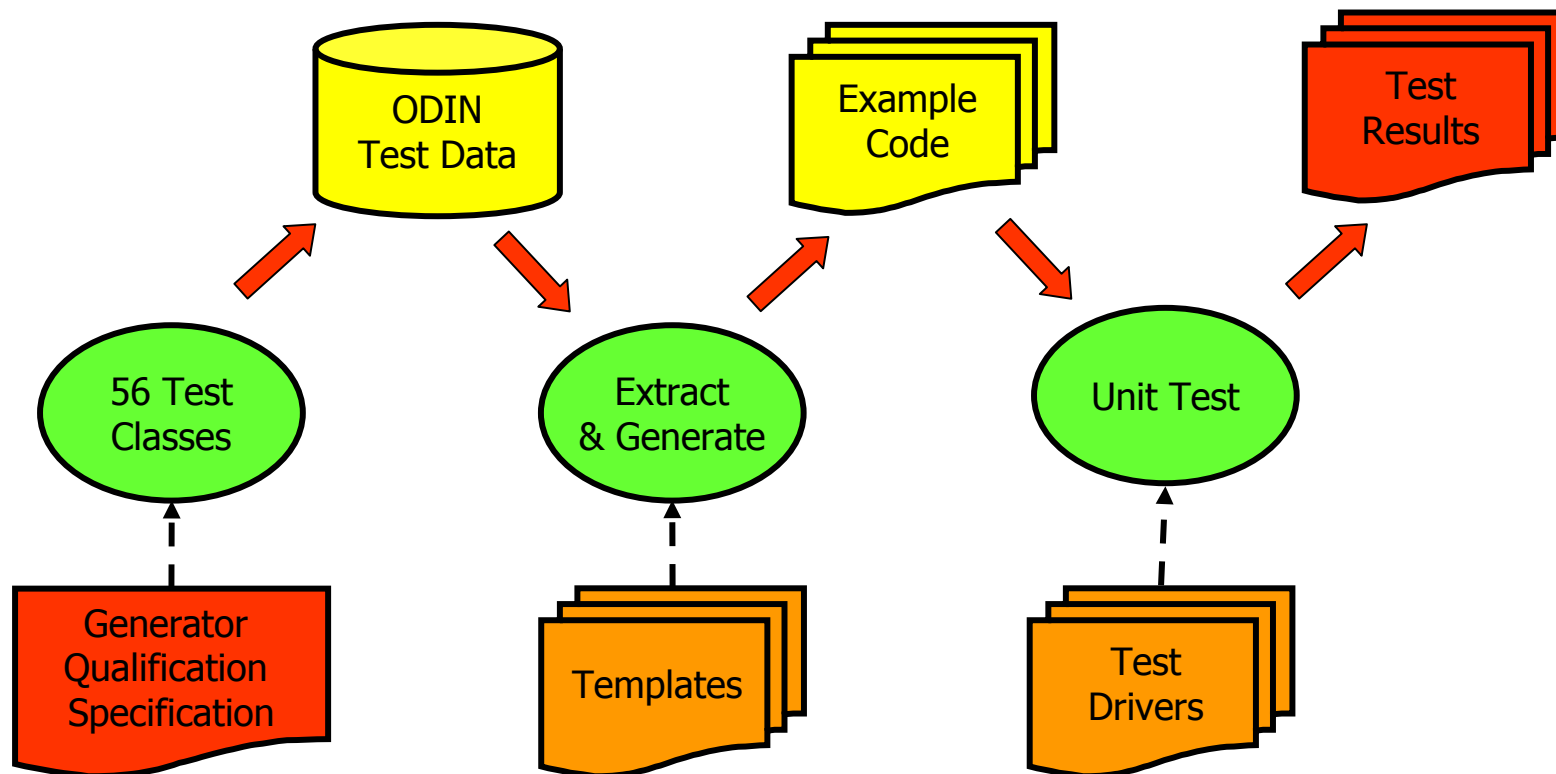 ODIN
Test Data
Example
Code
Test
Results
56 Test
Classes
Extract
& Generate
Unit Test
Generator
Qualification
Specification
Templates
Test
Drivers